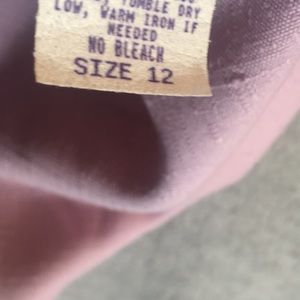 TUMBLE DRY
LOW, WARM IRON IF
NEEDED
NO BLEACH
SIZE 12